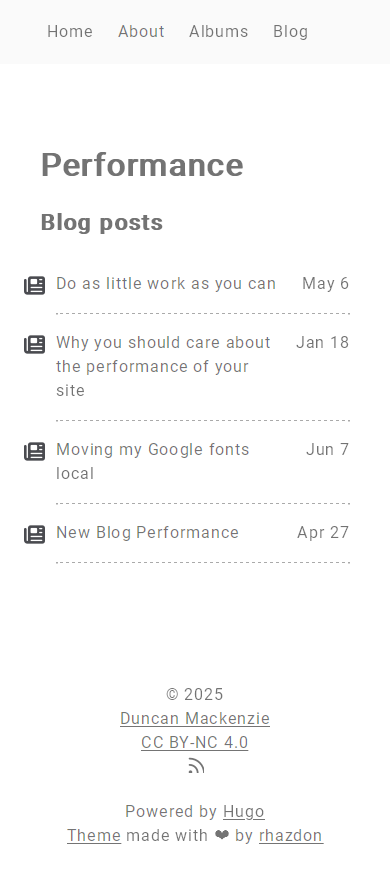 Home About Albums Blog
Performance
Blog posts
Do as little work as you can May 6
Why you should care about Jan 18
the performance of your
site
Moving my Google fonts Jun 7
local
New Blog Performance Apr 27
© 2025
Duncan Mackenzie
CC BY-NC 4.0
Powered by Hugo
Theme made with ❤ by rhazdon